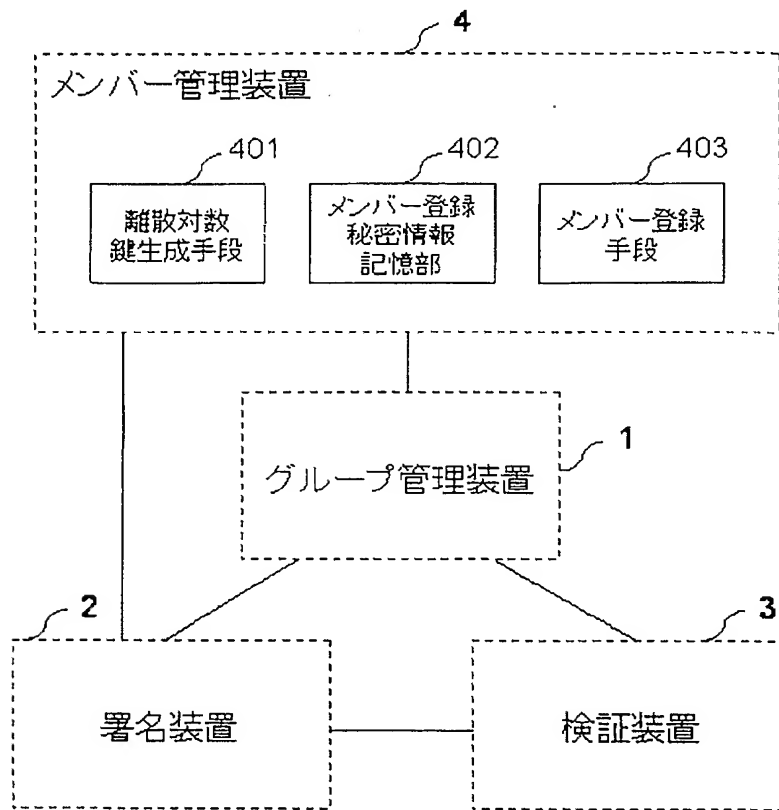 4
メンバー管理装置
401
402
403
離散対数
鍵生成手段
メンバー登録
秘密情報
記憶部
メンバー登録
手段
1
グループ管理装置
2
3
署名装置
検証装置